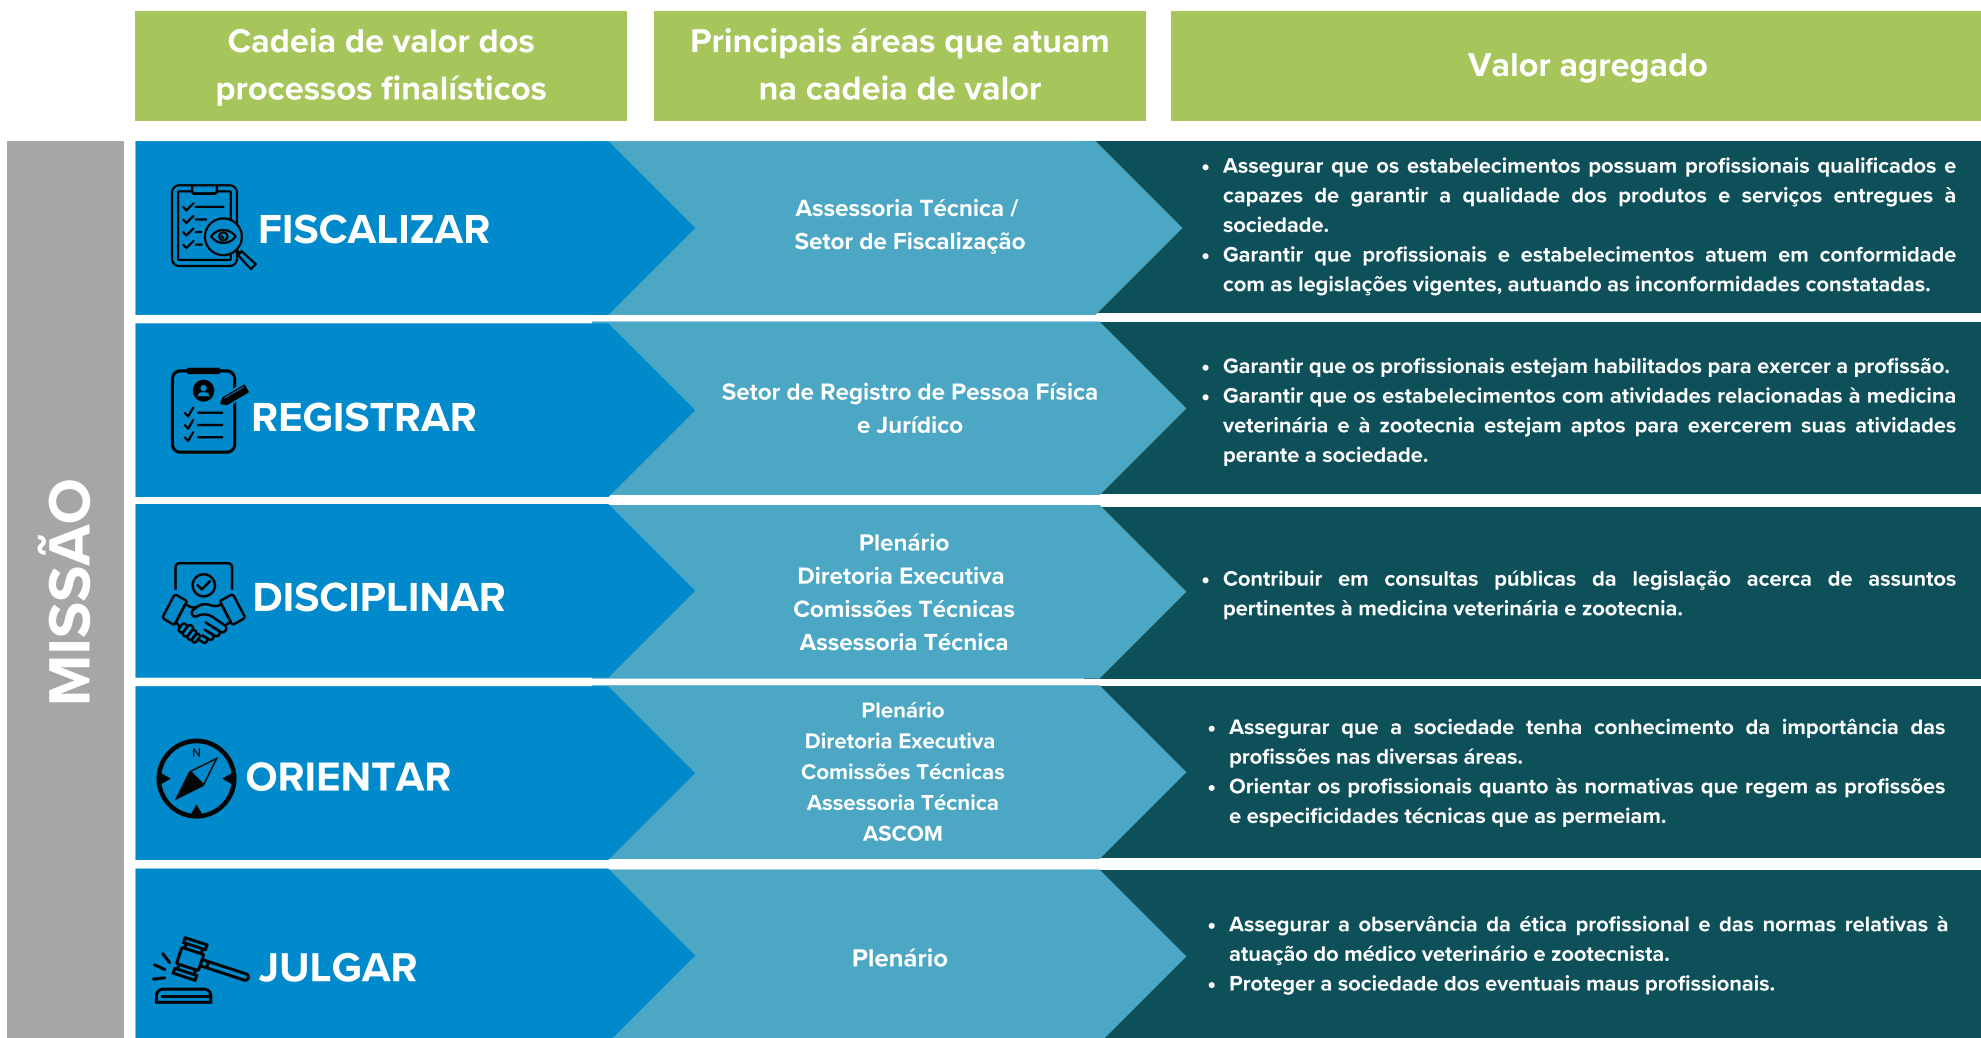 Cadeia de valor dos
processos finalísticos
Principais áreas que atuam
na cadeia de valor
Valor agregado
MISSÃO
FISCALIZAR
Assessoria Técnica /
Setor de Fiscalização
• Assegurar que os estabelecimentos possuam profissionais qualificados e
capazes de garantir a qualidade dos produtos e serviços entregues à
sociedade.
• Garantir que profissionais e estabelecimentos atuem em conformidade
com as legislações vigentes, autuando as inconformidades constatadas.
REGISTRAR
Setor de Registro de Pessoa Física
e Jurídico
• Garantir que os profissionais estejam habilitados para exercer a profissão.
• Garantir que os estabelecimentos com atividades relacionadas à medicina
veterinária e à zootecnia estejam aptos para exercerem suas atividades
perante a sociedade.
DISCIPLINAR
Plenário
Diretoria Executiva
Comissões Técnicas
Assessoria Técnica
• Contribuir em consultas públicas da legislação acerca de assuntos
pertinentes à medicina veterinária e zootecnia.
N
ORIENTAR
Plenário
Diretoria Executiva
Comissões Técnicas
Assessoria Técnica
ASCOM
• Assegurar que a sociedade tenha conhecimento da importância das
profissões nas diversas áreas.
• Orientar os profissionais quanto às normativas que regem as profissões
e especificidades técnicas que as permeiam.
JULGAR
Plenário
• Assegurar a observância da ética profissional e das normas relativas à
atuação do médico veterinário e zootecnista.
• Proteger a sociedade dos eventuais maus profissionais.